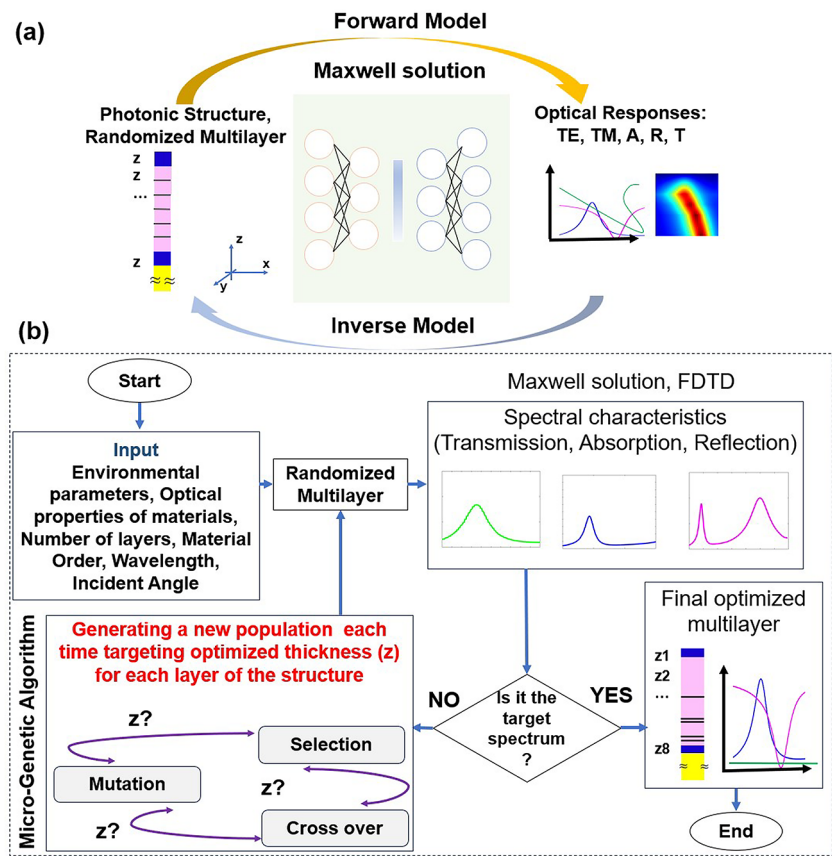 (a)
Forward Model
Maxwell solution
Photonic Structure,
Randomized Multilayer
Optical Responses:
TE, TM, A, R, T
z
z
...
z
≈ ≈
z
x
y
Inverse Model
(b)
Start
Maxwell solution, FDTD
Input
Environmental
parameters, Optical
properties of materials,
Number of layers, Material
Order, Wavelength,
Incident Angle
Randomized
Multilayer
Spectral characteristics
(Transmission, Absorption, Reflection)
Micro-Genetic Algorithm
Generating a new population each
time targeting optimized thickness (z)
for each layer of the structure
z?
Selection
Mutation
z?
z?
Cross over
NO
Is it the
target
spectrum
?
YES
Final optimized
multilayer
z1
z2
...
z8
≈ ≈
End